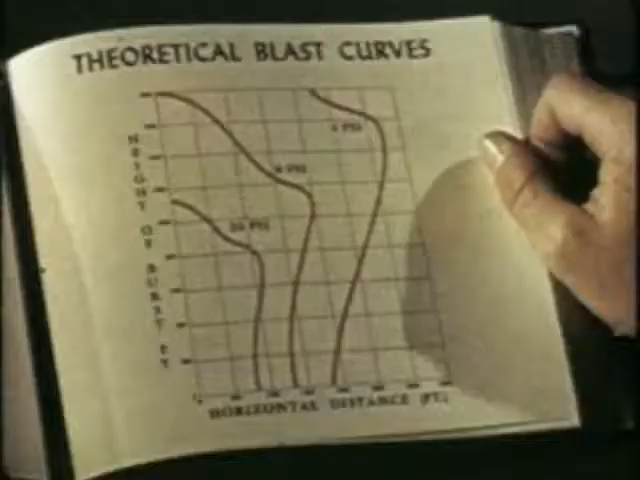 THEORETICAL BLAST CURVES
PSI
PSI
PSI
HEIGHT OF BURST FT
HORIZONTAL DISTANCE (FT.)